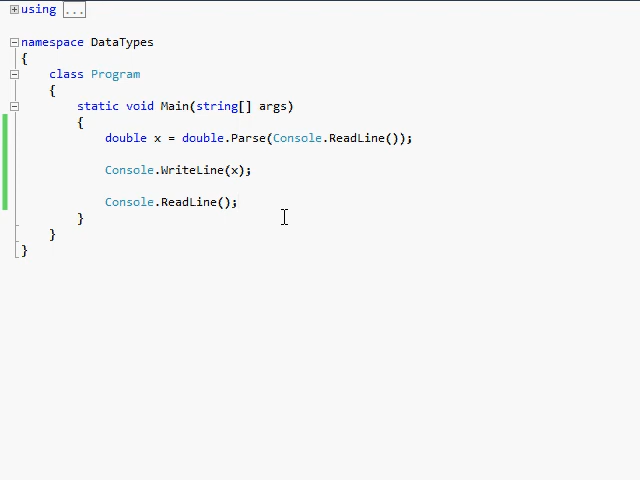 using ...
namespace DataTypes
{
class Program
{
static void Main(string[] args)
{
double x = double.Parse(Console.ReadLine());
Console.WriteLine(x);
Console.ReadLine();
}
}
}